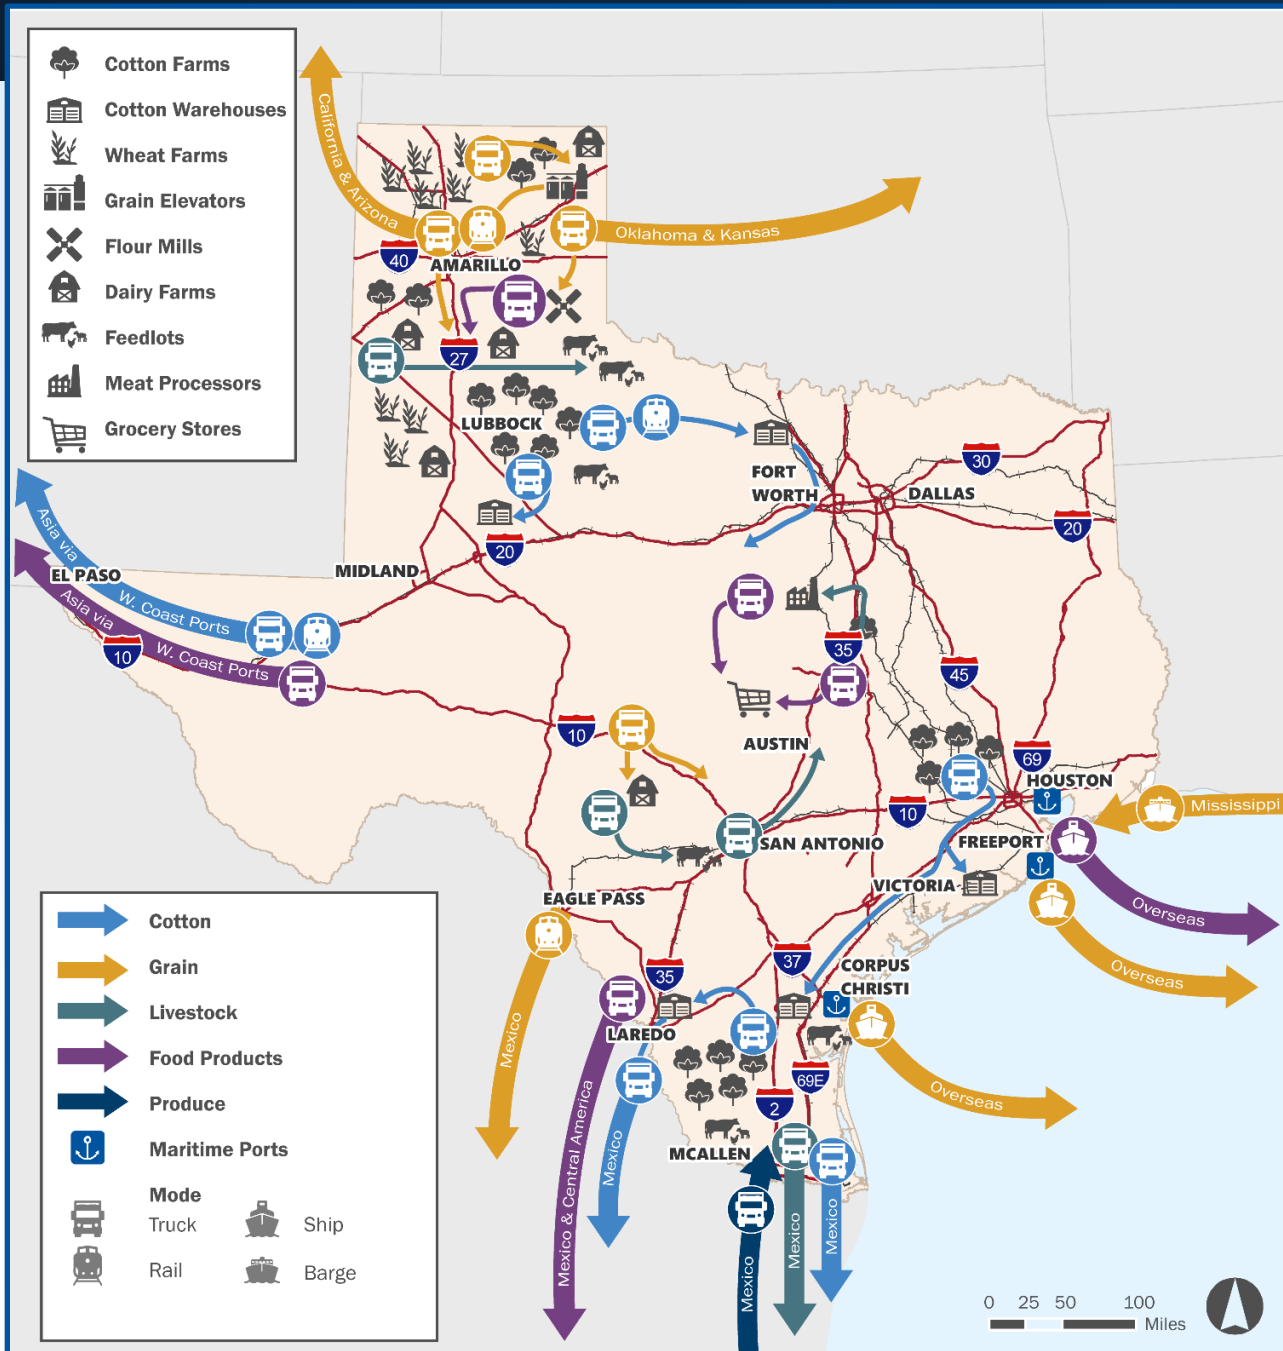 Cotton Farms
Cotton Warehouses
Wheat Farms
Grain Elevators
Flour Mills
Dairy Farms
Feedlots
Meat Processors
Grocery Stores
California & Arizona
Oklahoma & Kansas
40
AMARILLO
27
LUBBOCK
FORT
WORTH
DALLAS
30
20
20
MIDLAND
EL PASO
Asia via
W. Coast Ports
Asia via
W. Coast Ports
10
35
45
10
AUSTIN
69
HOUSTON
10
Mississippi
SAN ANTONIO
FREEPORT
VICTORIA
Overseas
EAGLE PASS
Overseas
35
37
CORPUS
CHRISTI
LAREDO
Mexico
69E
2
Overseas
MCALLEN
Mexico & Central America
Mexico
Mexico
Mexico
Mexico
Cotton
Grain
Livestock
Food Products
Produce
Maritime Ports
Mode
Truck
Ship
Rail
Barge
0 25 50 100
Miles